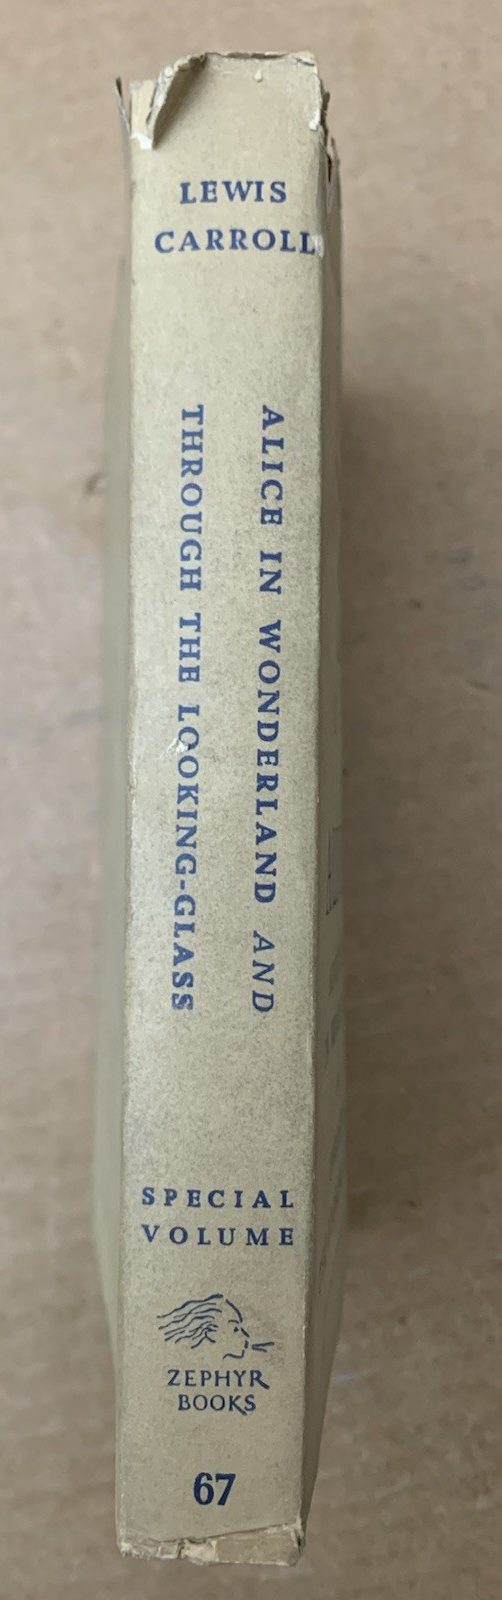 LEWIS
CARROLL
ALICE IN WONDERLAND AND
THROUGH THE LOOKING-GLASS
SPECIAL
VOLUME
ZEPHYR
BOOKS
67